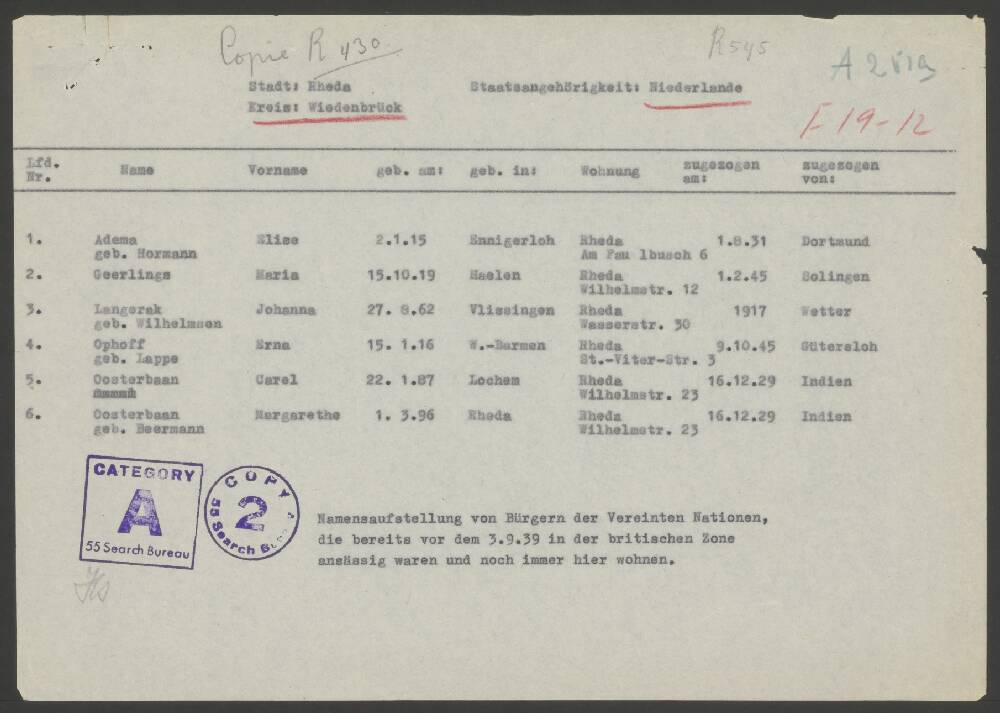 Copie R 430
R545
Stadt: Rheda Staatsangehörigkeit: Niederlande
Kreis: Wiedenbrück
F 19-12
Lfd. Nr. Name Vorname geb. am: geb. in: Wohnung zugezogen am: zugezogen von:
1. Adema Elise 2.1.15 Ennigerloh Rheda 1.8.31 Dortmund
geb. Hormann Am Fau lbusch 6
2. Geerlings Maria 15.10.19 Haelen Rheda 1.2.45 Solingen
Wilhelmstr. 12
3. Langerak Johanna 27. 8.62 Vlissingen Rheda 1917 Wetter
geb. Wilhelmsen Wasserstr. 30
4. Ophoff Erna 15. 1.16 W.-Barmen Rheda 9.10.45 Gütersloh
geb. Lappe St.-Viter-Str. 3
5. Oosterbaan Carel 22. 1.87 Lochem Rheda 16.12.29 Indien
Wilhelmstr. 23
6. Oosterbaan Margarethe 1. 3.96 Rheda Rheda 16.12.29 Indien
geb. Beermann Wilhelmstr. 23
CATEGORY
A
55 Search Bureau
COPY
2
55 Search
Namensaufstellung von Bürgern der Vereinten Nationen,
die bereits vor dem 3.9.39 in der britischen Zone
ansässig waren und noch immer hier wohnen.